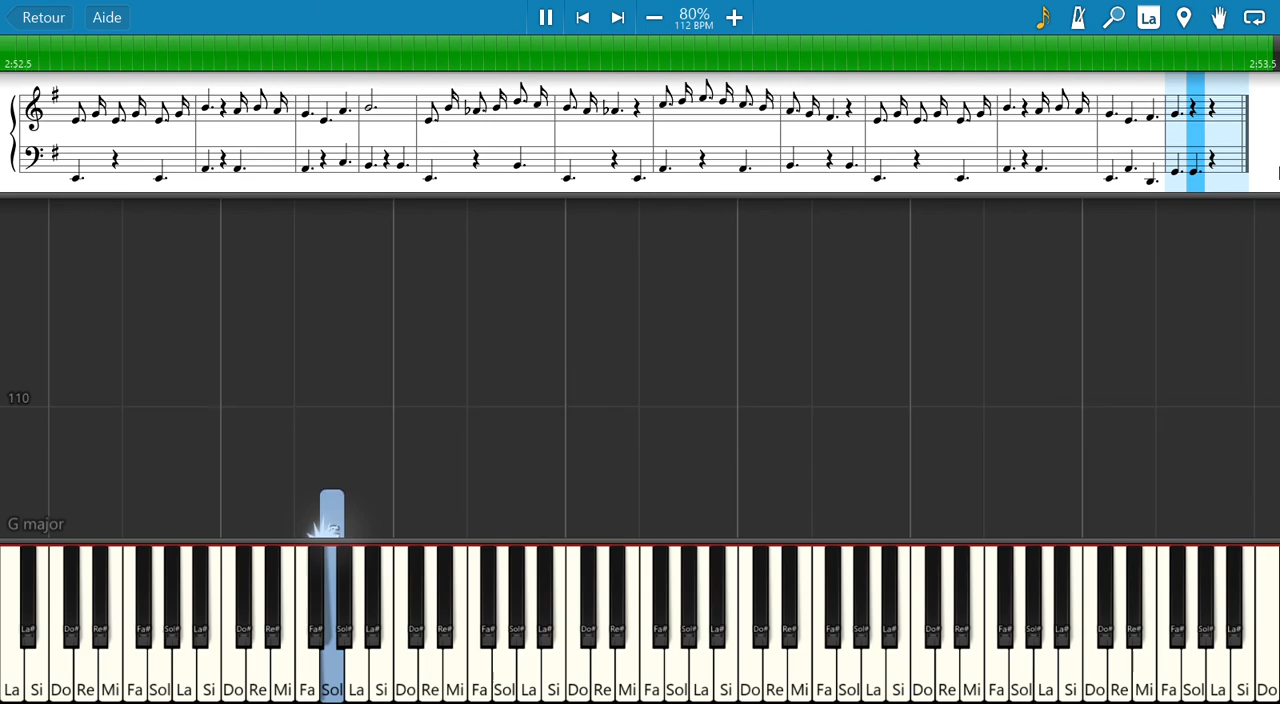 Retour Aide 80% La
112 BPM
2:52.5 2:53.5
110
G major
2
La# Do# Re# Fa# Sol# La# Do# Re# Fa# Sol# La# Do# Re# Fa# Sol# La# Do# Re# Fa# Sol# La# Do# Re# Fa# Sol# La# Do# Re# Fa# Sol# La# Do# Re# Fa# Sol# La#
La Si Do Re Mi Fa Sol La Si Do Re Mi Fa Sol La Si Do Re Mi Fa Sol La Si Do Re Mi Fa Sol La Si Do Re Mi Fa Sol La Si Do Re Mi Fa Sol La Si Do Re Mi Fa Sol La Si Do